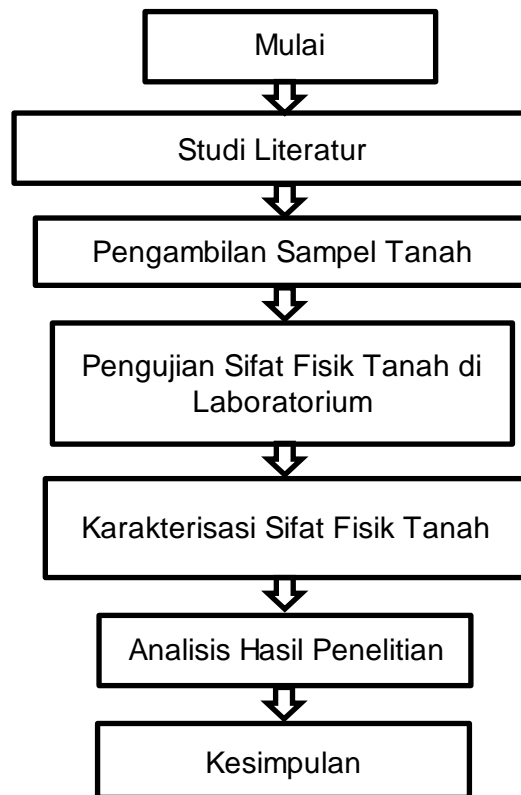 Mulai
Studi Literatur
Pengambilan Sampel Tanah
Pengujian Sifat Fisik Tanah di
Laboratorium
Karakterisasi Sifat Fisik Tanah
Analisis Hasil Penelitian
Kesimpulan